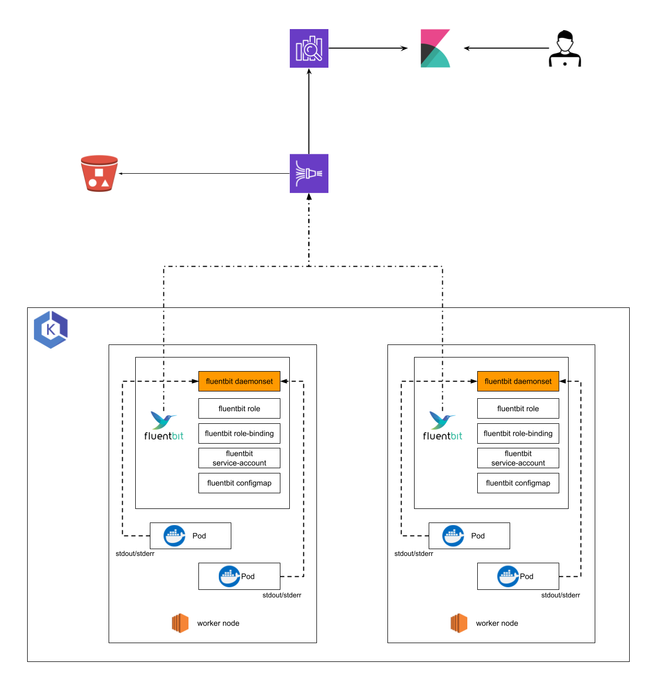 K
fluentbit daemonset
fluentbit role
fluentbit
fluentbit role-binding
fluentbit
service-account
fluentbit configmap
Pod
stdout/stderr
Pod
stdout/stderr
worker node
fluentbit daemonset
fluentbit role
fluentbit
fluentbit role-binding
fluentbit
service-account
fluentbit configmap
Pod
stdout/stderr
Pod
stdout/stderr
worker node